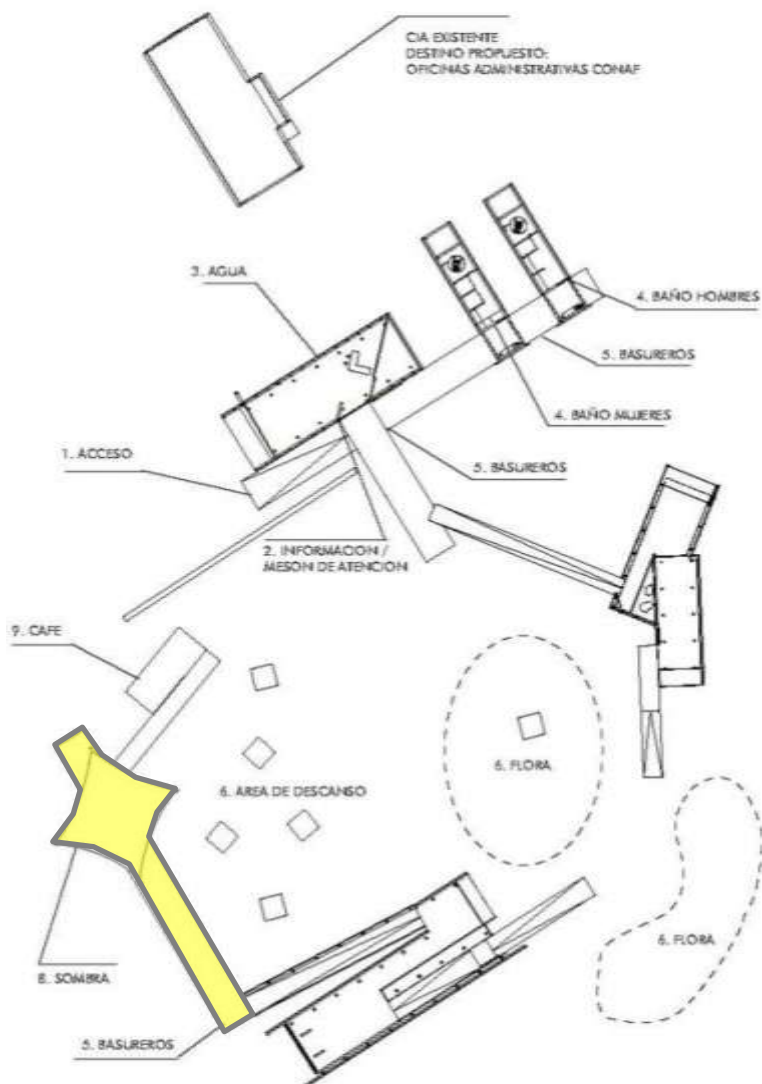 CIA EXISTENTE
DESTINO PROPUESTO:
OFICINAS ADMINISTRATIVAS CONAF
3. AGUA
4. BAÑO HOMBRES
5. BASUREROS
4. BAÑO MUJERES
1. ACCESO
5. BASUREROS
2. INFORMACION /
MESON DE ATENCION
9. CAFE
6. FLORA
6. AREA DE DESCANSO
6. FLORA
8. SOMBRA
5. BASUREROS